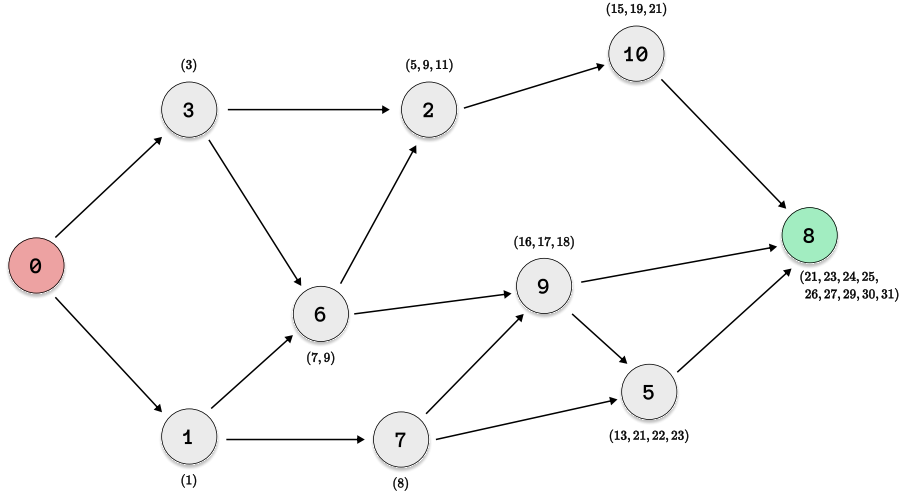 (15, 19, 21)
10
(3)
(5, 9, 11)
3
2
8
(21, 23, 24, 25,
26, 27, 29, 30, 31)
(16, 17, 18)
9
0
6
(7, 9)
5
(13, 21, 22, 23)
1
(1)
7
(8)